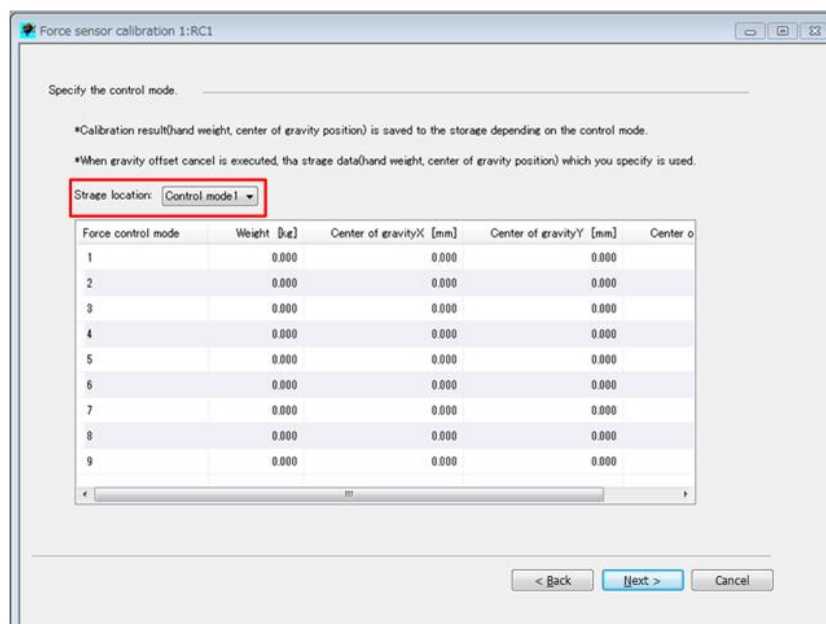 Force sensor calibration 1:RC1
Specify the control mode.
*Calibration result(hand weight, center of gravity position) is saved to the storage depending on the control mode.
*When gravity offset cancel is executed, tha strage data(hand weight, center of gravity position) which you specify is used.
Strage location: Control mode1
Force control mode Weight [kg] Center of gravityX [mm] Center of gravityY [mm] Center o
1 0.000 0.000 0.000
2 0.000 0.000 0.000
3 0.000 0.000 0.000
4 0.000 0.000 0.000
5 0.000 0.000 0.000
6 0.000 0.000 0.000
7 0.000 0.000 0.000
8 0.000 0.000 0.000
9 0.000 0.000 0.000
< Back Next > Cancel